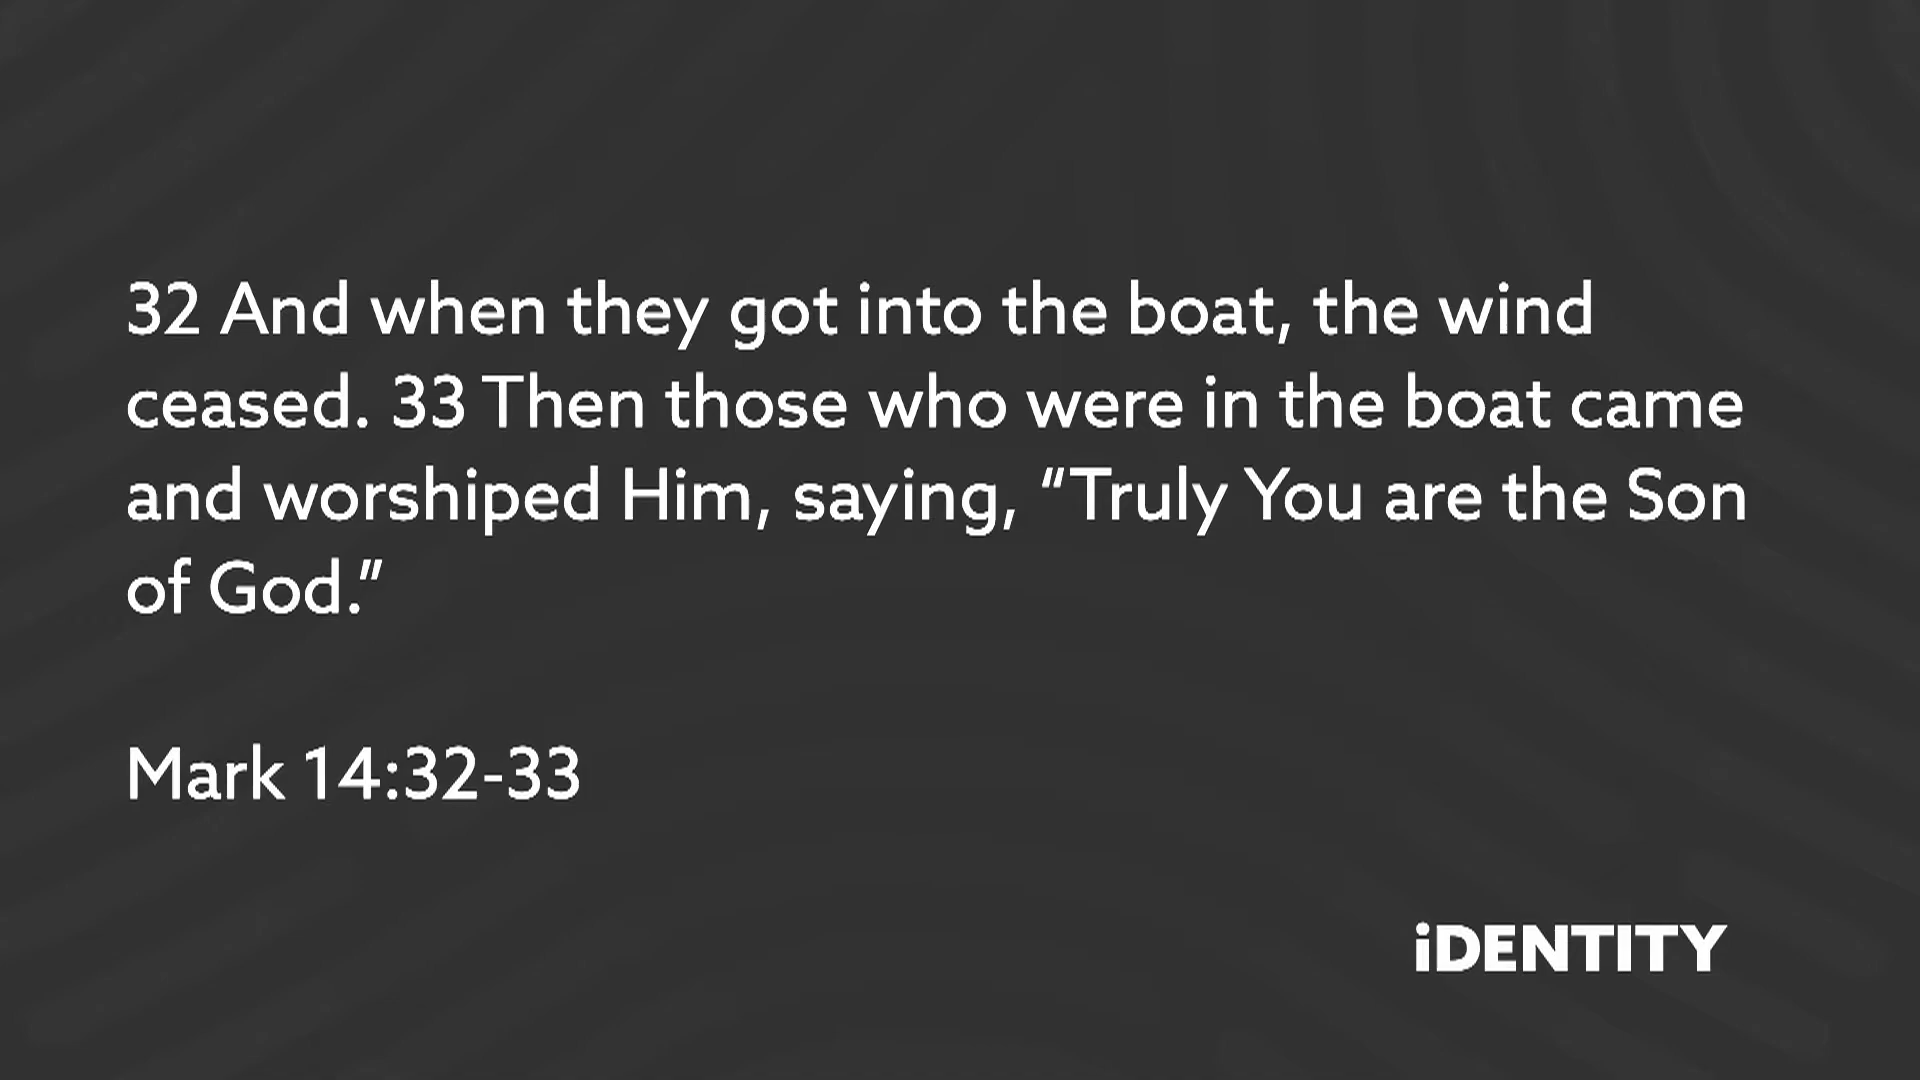 32 And when they got into the boat, the wind
ceased. 33 Then those who were in the boat came
and worshiped Him, saying, “Truly You are the Son
of God.”
Mark 14:32-33
iDENTITY